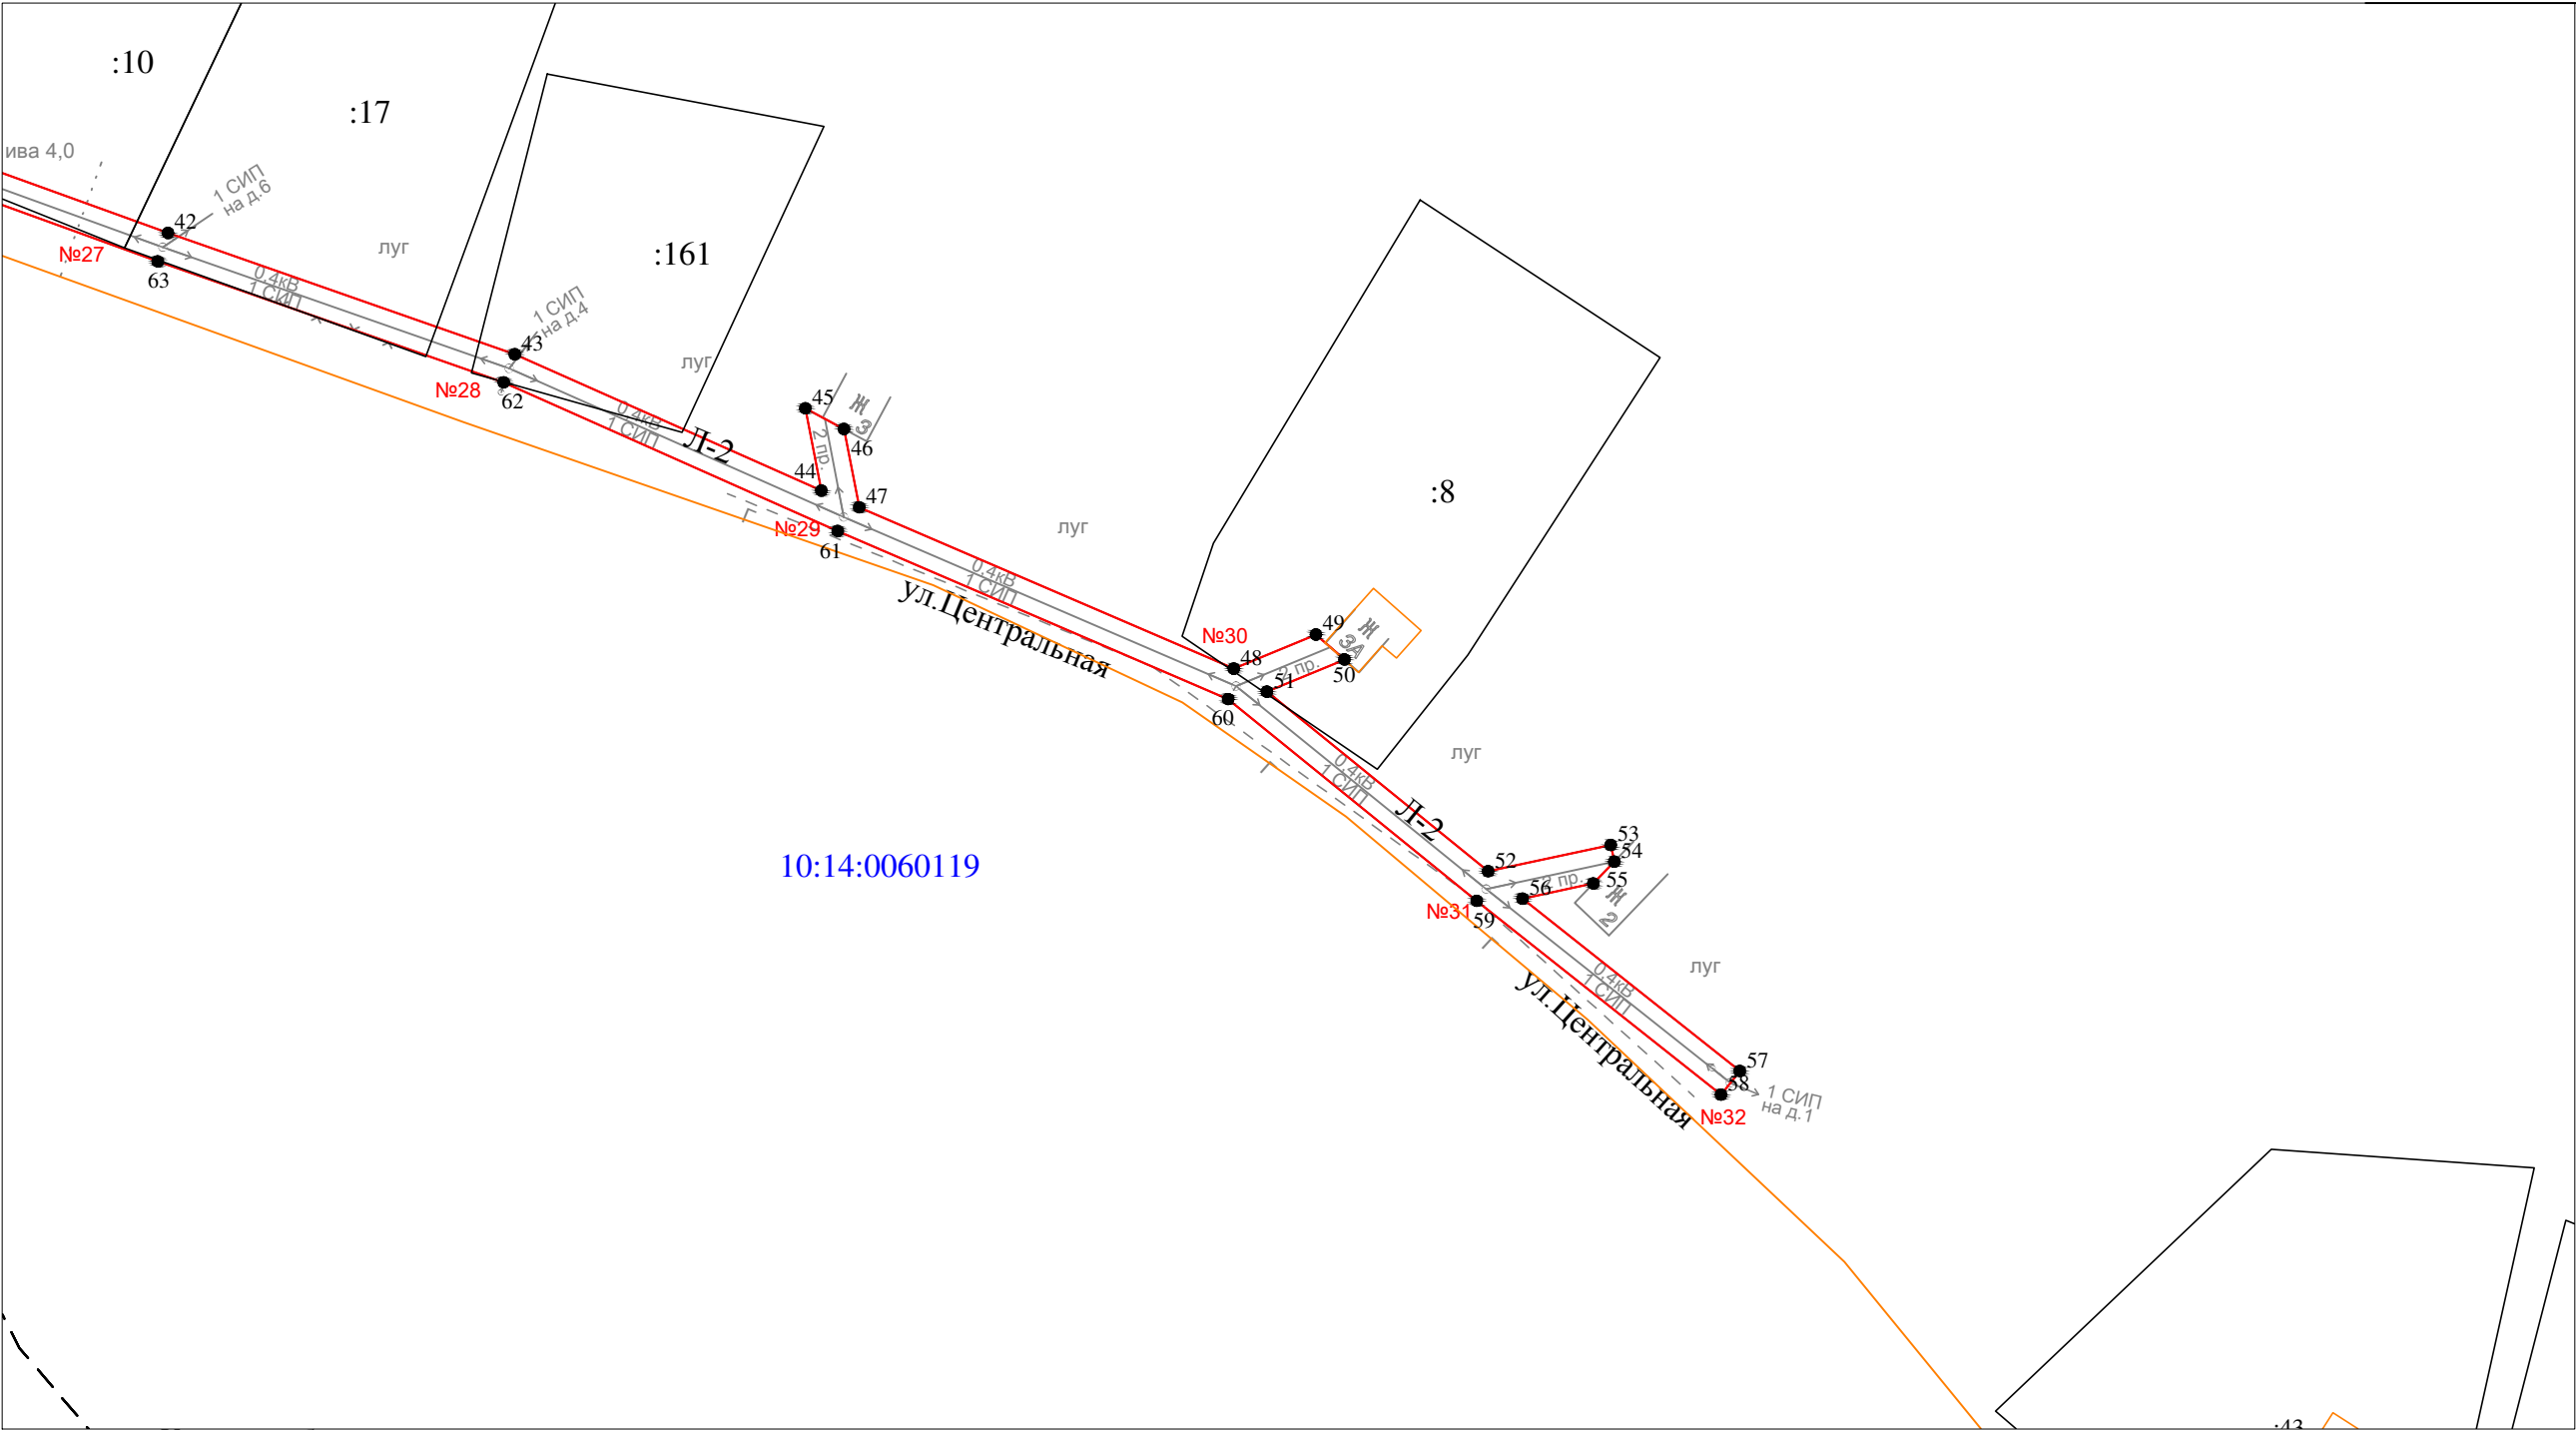 :10
:17
ива 4,0
1 СИП
на д.6
42
№27
63
0.4кВ
1 СИП
луг
:161
1 СИП
на д.4
43
луг
№28
62
0.4кВ
1 СИП
Л-2
45
Ж
3
46
2 пр.
44
47
№29
61
Г
луг
0.4кВ
1 СИП
ул.Центральная
:8
№30
49
Ж
3А
48
2 пр.
50
51
60
Г
луг
0.4кВ
1 СИП
Л-2
10:14:0060119
53
54
52
2 пр.
55
56
Ж
2
№31
59
Г
луг
0.4кВ
1 СИП
ул.Центральная
57
58
1 СИП
на д.1
№32
:43